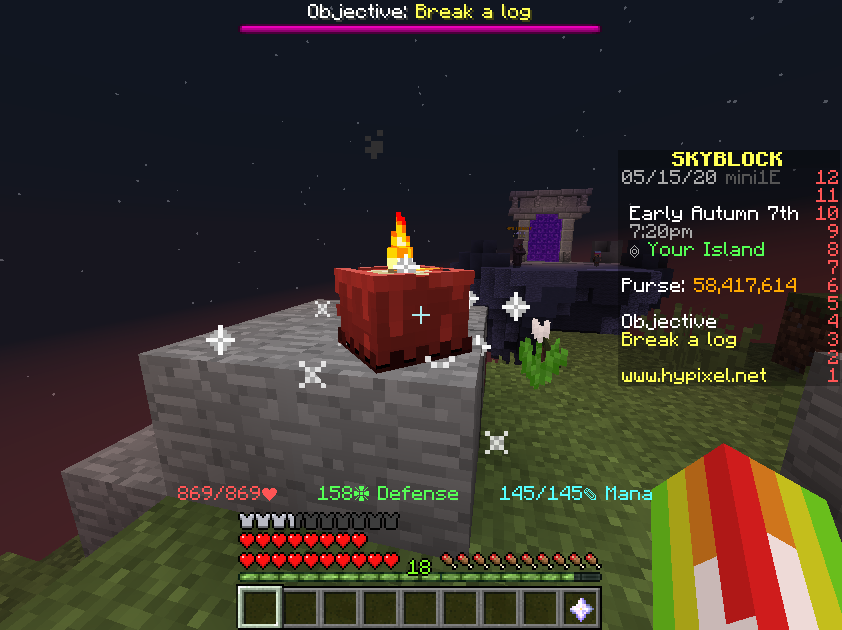 Objective: Break a log
SKYBLOCK
05/15/20 mini1E 12
11
Early Autumn 7th 10
7:20pm 9
Your Island 8
7
Purse: 58,417,614 6
5
Objective 4
Break a log 3
2
www.hypixel.net 1
869/869❤ 158 Defense 145/145✎ Mana
18